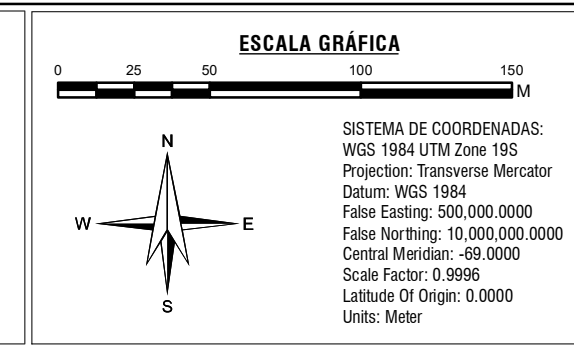 ESCALA GRÁFICA
0 25 50 100 150
M
N
W E
S
SISTEMA DE COORDENADAS:
WGS 1984 UTM Zone 19S
Projection: Transverse Mercator
Datum: WGS 1984
False Easting: 500,000.0000
False Northing: 10,000,000.0000
Central Meridian: -69.0000
Scale Factor: 0.9996
Latitude Of Origin: 0.0000
Units: Meter